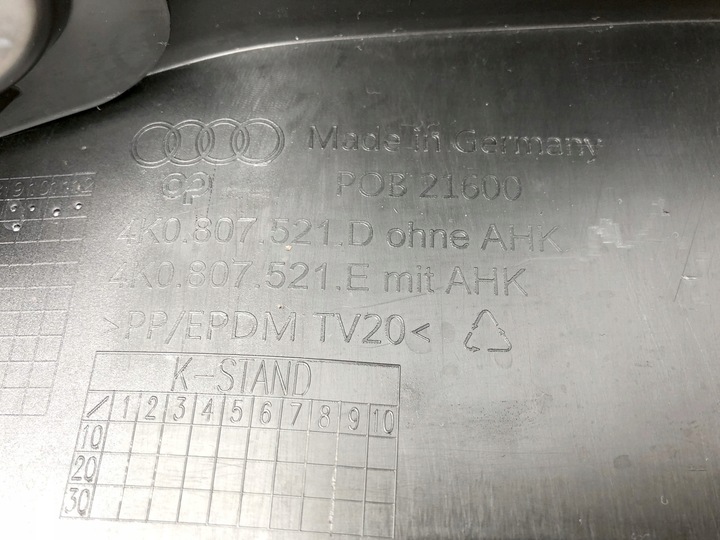 Made in Germany
POB 21600
4K0.807.521.D ohne AHK
4K0.807.521.E mit AHK
>PP/EPDM TV20<
K-STAND
/ 1 2 3 4 5 6 7 8 9 10
10
20
30